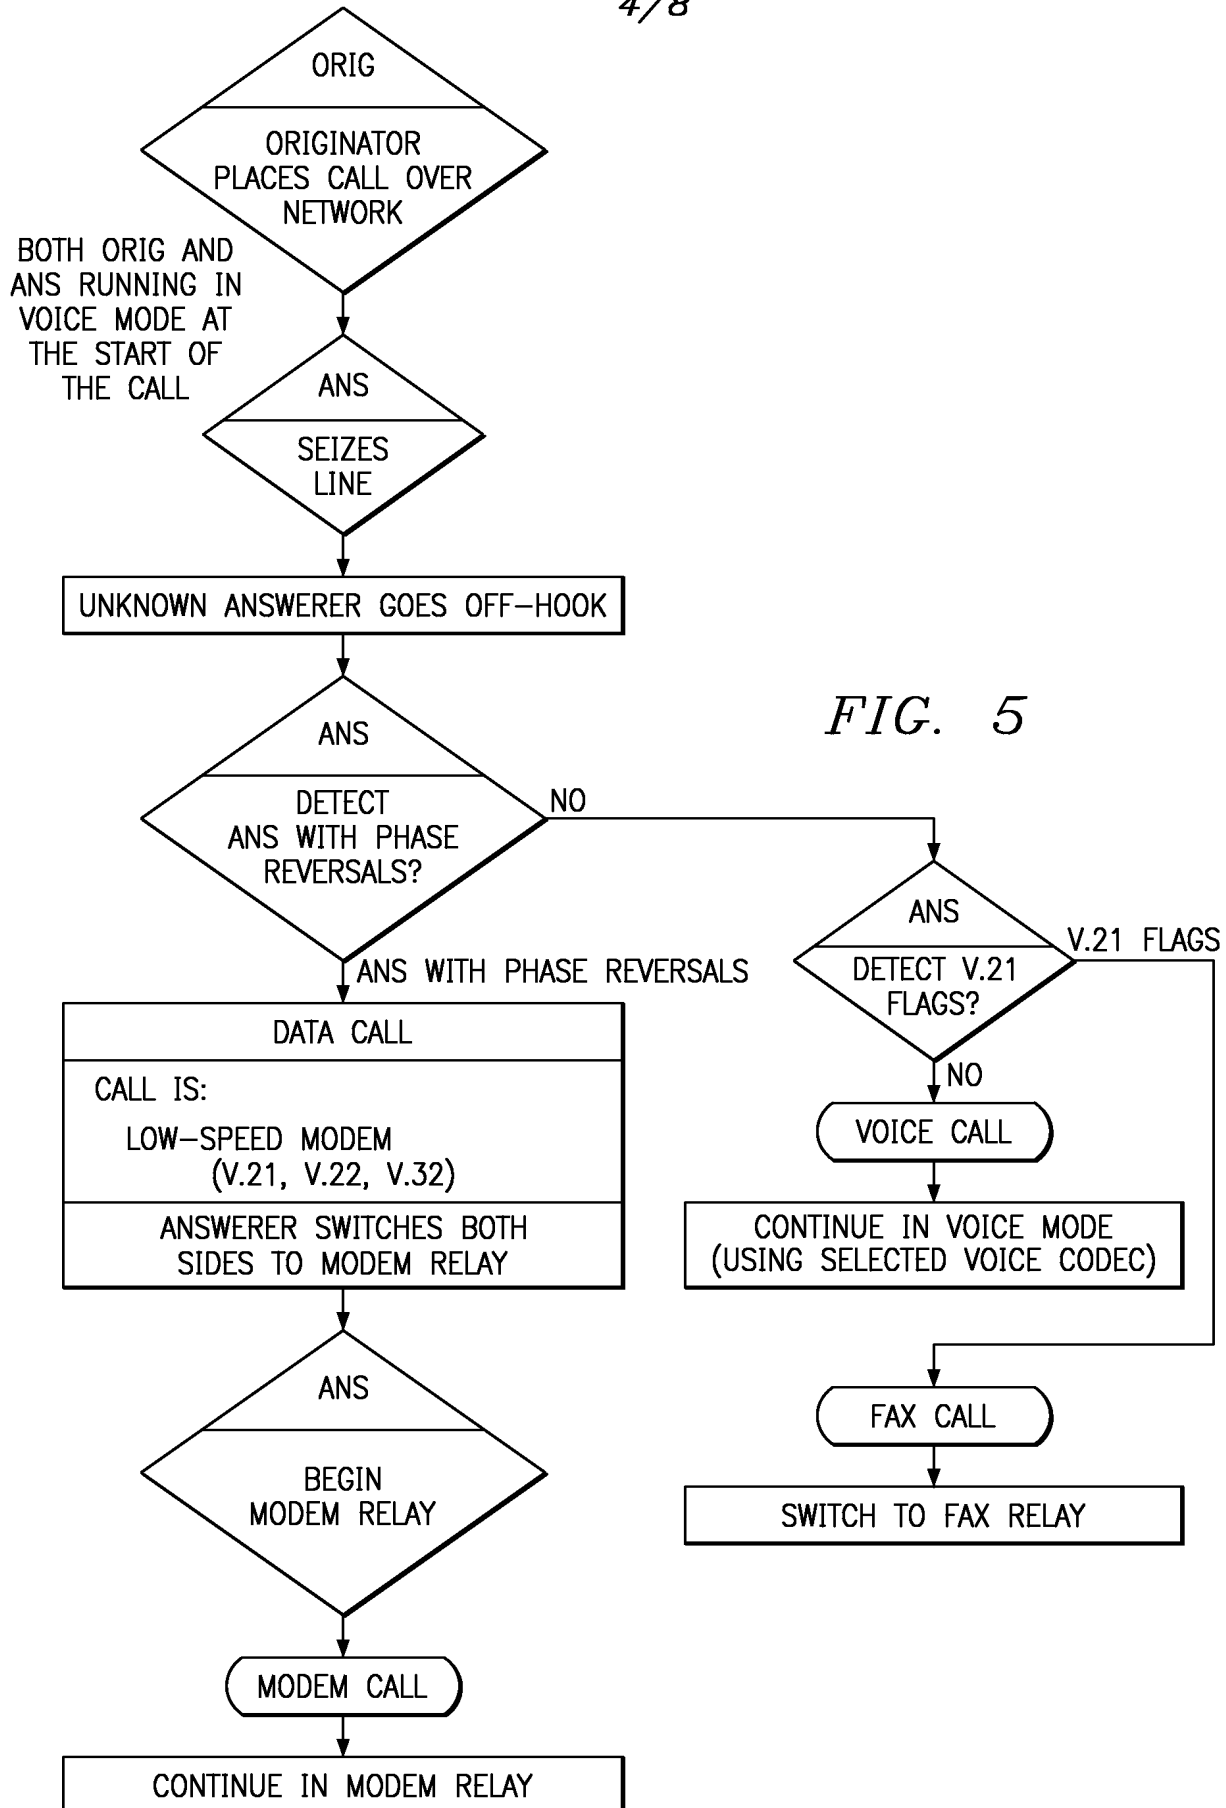 4/8
ORIG
ORIGINATOR
PLACES CALL OVER
NETWORK
BOTH ORIG AND
ANS RUNNING IN
VOICE MODE AT
THE START OF
THE CALL
ANS
SEIZES
LINE
UNKNOWN ANSWERER GOES OFF-HOOK
FIG. 5
ANS
DETECT
ANS WITH PHASE
REVERSALS?
NO
ANS
DETECT V.21
FLAGS?
V.21 FLAGS
ANS WITH PHASE REVERSALS
DATA CALL
CALL IS:
LOW-SPEED MODEM
(V.21, V.22, V.32)
ANSWERER SWITCHES BOTH
SIDES TO MODEM RELAY
NO
VOICE CALL
CONTINUE IN VOICE MODE
(USING SELECTED VOICE CODEC)
ANS
BEGIN
MODEM RELAY
FAX CALL
SWITCH TO FAX RELAY
MODEM CALL
CONTINUE IN MODEM RELAY